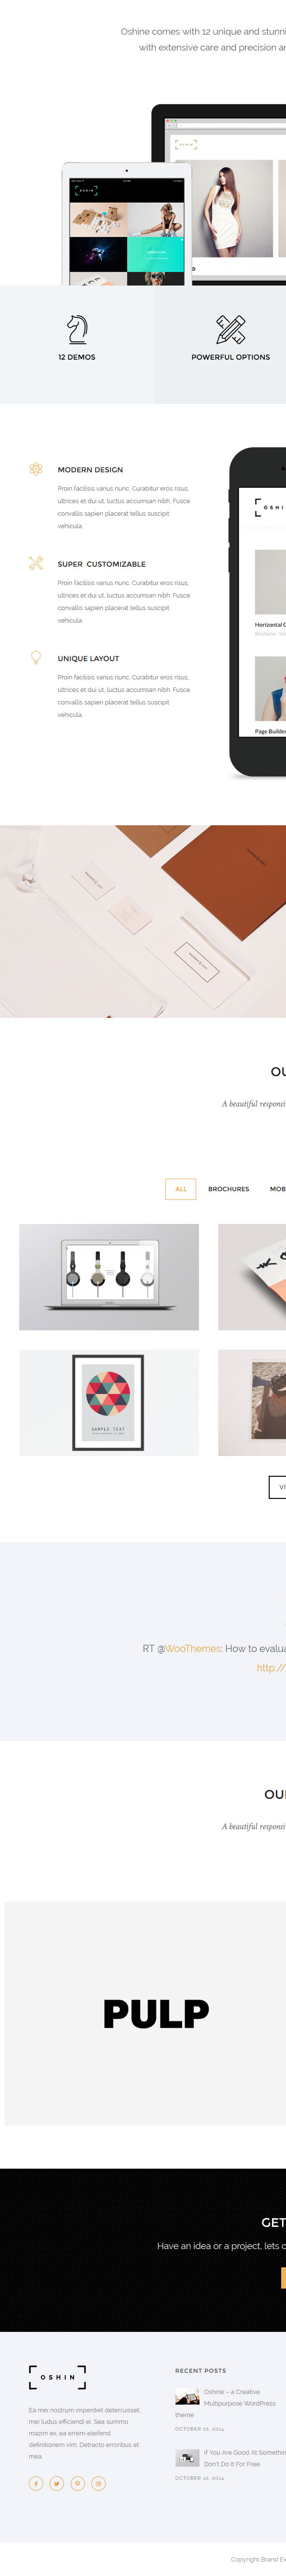 Oshine comes with 12 unique and
with extensive care and precision
OSHIN
OSHIN
12 DEMOS
POWERFUL OPTIONS
MODERN DESIGN
Proin facilisis varius nunc. Curabitur eros risus,
ultrices et dui ut, luctus accumsan nibh. Fusce
convallis sapien placerat tellus suscipit
vehicula.
SUPER CUSTOMIZABLE
Proin facilisis varius nunc. Curabitur eros risus,
ultrices et dui ut, luctus accumsan nibh. Fusce
convallis sapien placerat tellus suscipit
vehicula.
UNIQUE LAYOUT
Proin facilisis varius nunc. Curabitur eros risus,
ultrices et dui ut, luctus accumsan nibh. Fusce
convallis sapien placerat tellus suscipit
vehicula.
OSHI
Horizontal
Brochures
Page Builder
OU
A beautiful responsi
ALL
BROCHURES
MOB
SAMPLE TEXT
VI
RT @WooThemes: How to evalua
http://
OU
A beautiful responsi
PULP
GET
Have an idea or a project, lets
OSHIN
Ea mei nostrum imperdiet deterruisset,
mei ludus efficiendi ei. Sea summo
mazim ex, ea errem eleifend
definitionem vim. Detracto erroribus et
mea.
RECENT POSTS
Oshine – a Creative
Multipurpose WordPress
theme
OCTOBER 10, 2014
If You Are Good At Somethin
Don't Do It For Free
OCTOBER 10, 2014
Copyright Brand Ex